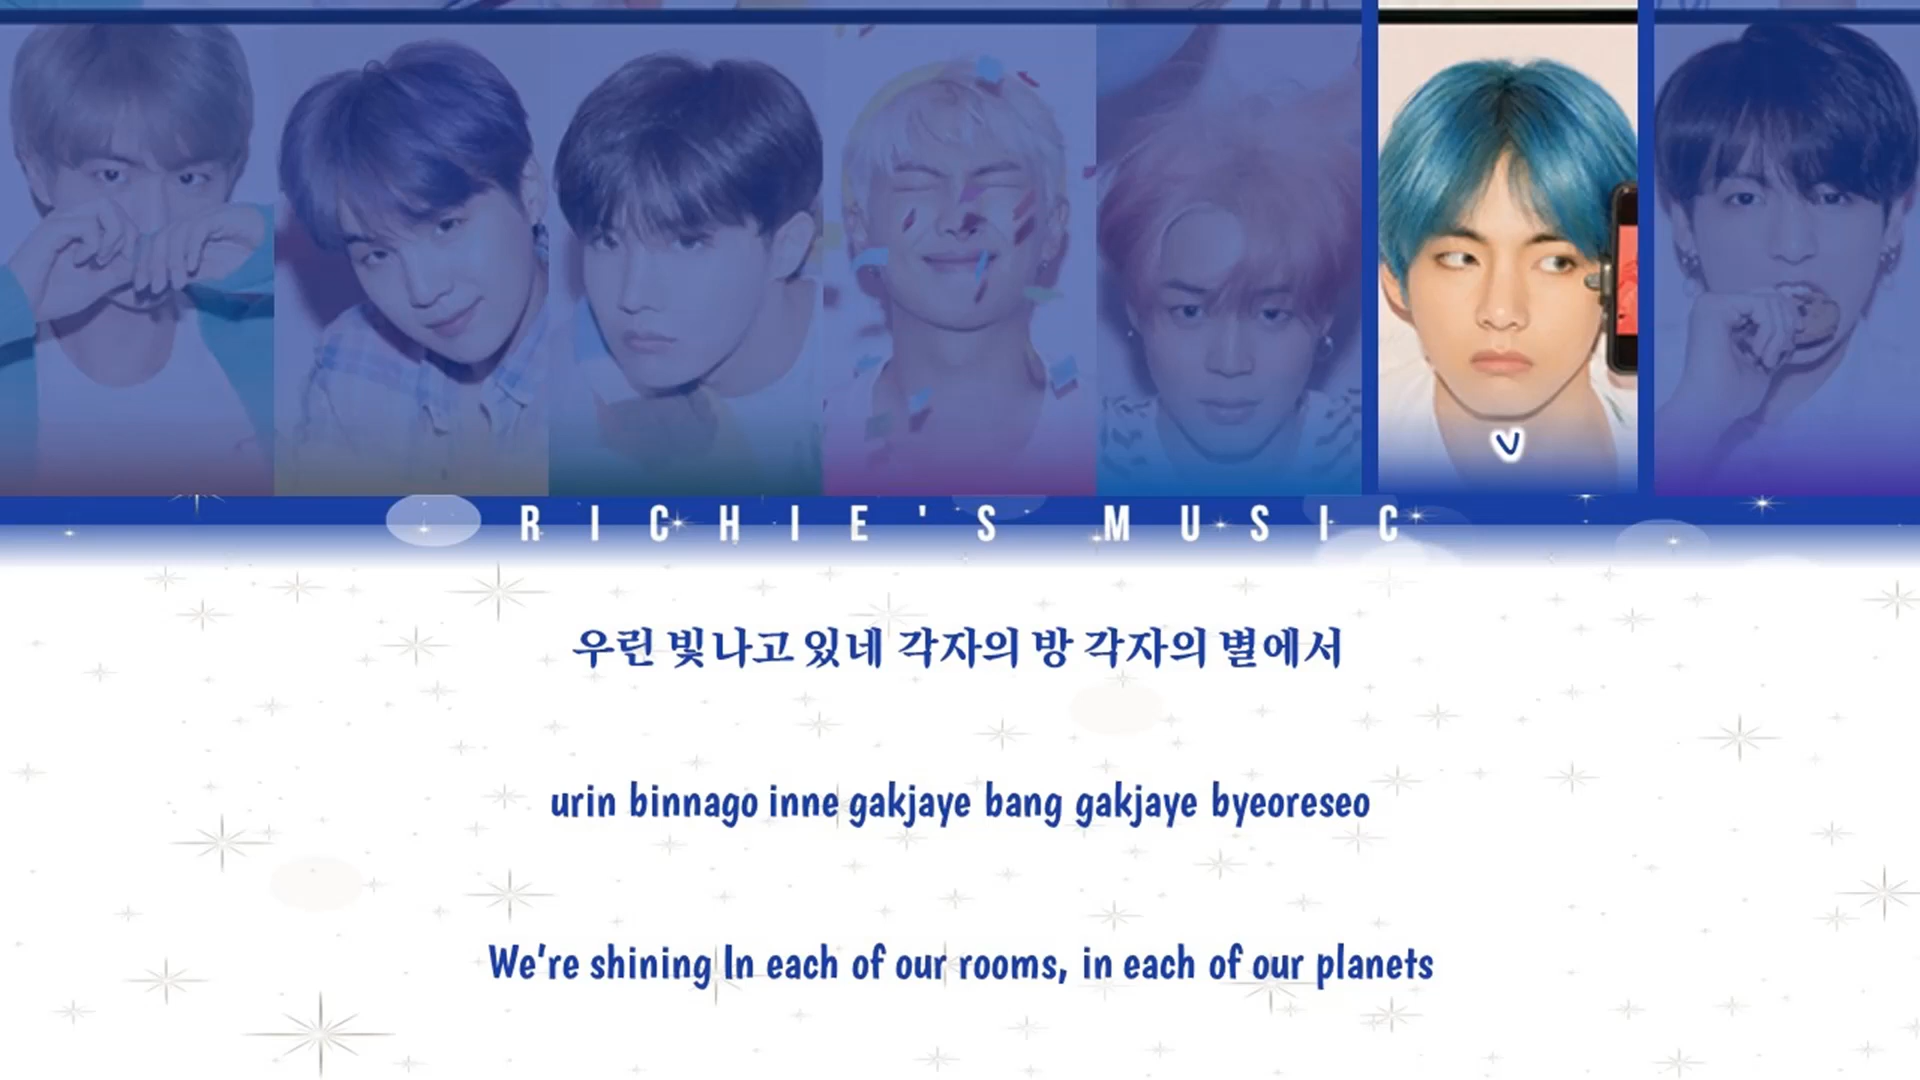 V
RICHIE'S MUSIC
우린 빛나고 있네 각자의 방 각자의 별에서
urin binnago inne gakjaye bang gakjaye byeoreseo
We're shining In each of our rooms, in each of our planets